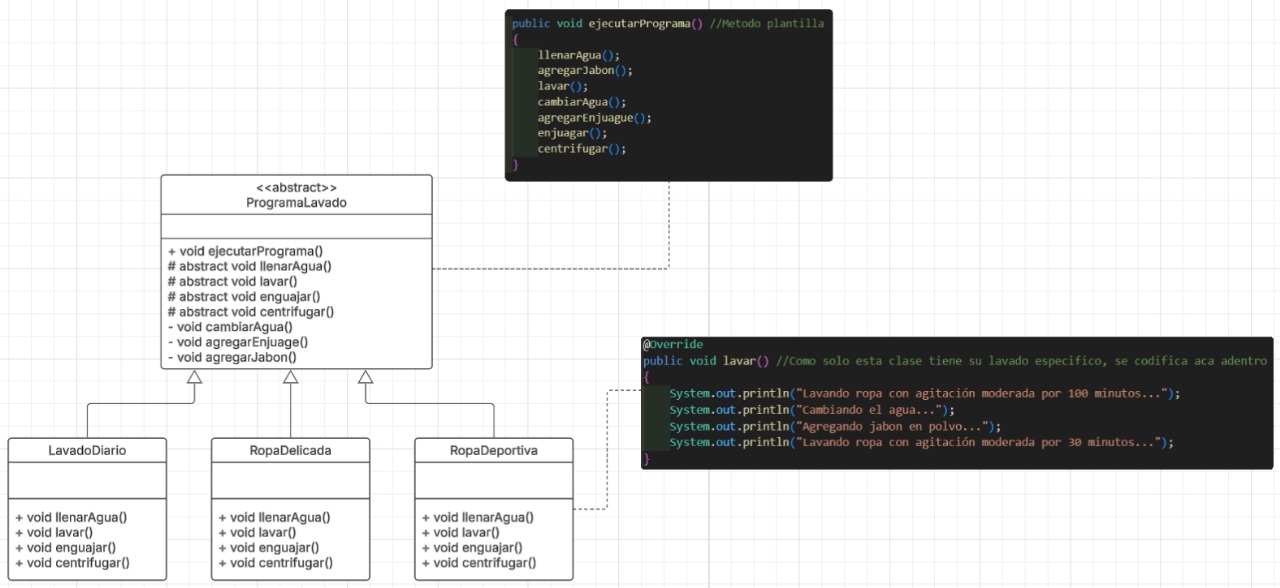 public void ejecutarPrograma() //Metodo plantilla
{
llenarAgua();
agregarJabon();
lavar();
cambiarAgua();
agregarEnjuague();
enjuagar();
centrifugar();
}
<<abstract>>
ProgramaLavado
+ void ejecutarPrograma()
# abstract void llenarAgua()
# abstract void lavar()
# abstract void enguajar()
# abstract void centrifugar()
- void cambiarAgua()
- void agregarEnjuage()
- void agregarJabon()
@Override
public void lavar() //Como solo esta clase tiene su lavado especifico, se codifica aca adentro
{
System.out.println("Lavando ropa con agitación moderada por 100 minutos...");
System.out.println("Cambiando el agua...");
System.out.println("Agregando jabon en polvo...");
System.out.println("Lavando ropa con agitación moderada por 30 minutos...");
}
LavadoDiario
+ void llenarAgua()
+ void lavar()
+ void enguajar()
+ void centrifugar()
RopaDelicada
+ void llenarAgua()
+ void lavar()
+ void enguajar()
+ void centrifugar()
RopaDeportiva
+ void llenarAgua()
+ void lavar()
+ void enguajar()
+ void centrifugar()